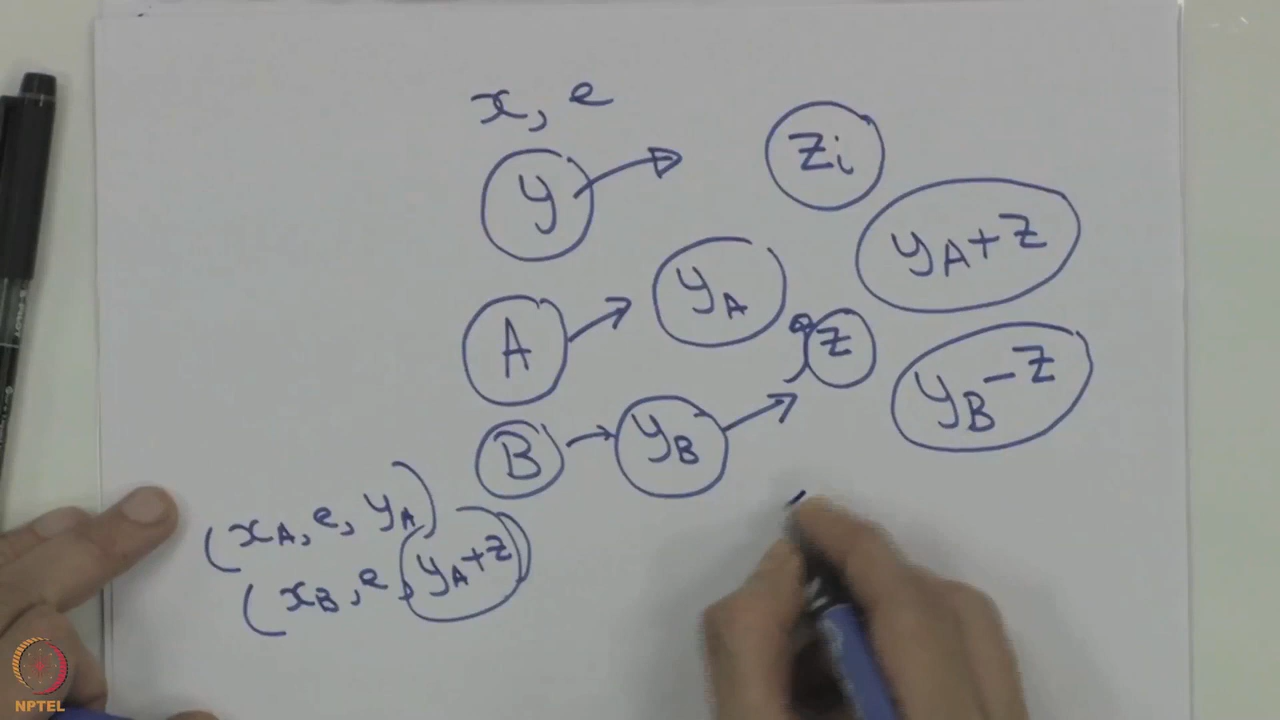 x, e
y → zi
yA + z
A → yA
z
B → yB →
yB - z
(xA, e, yA)
(xB, e, yA+z)
NPTEL